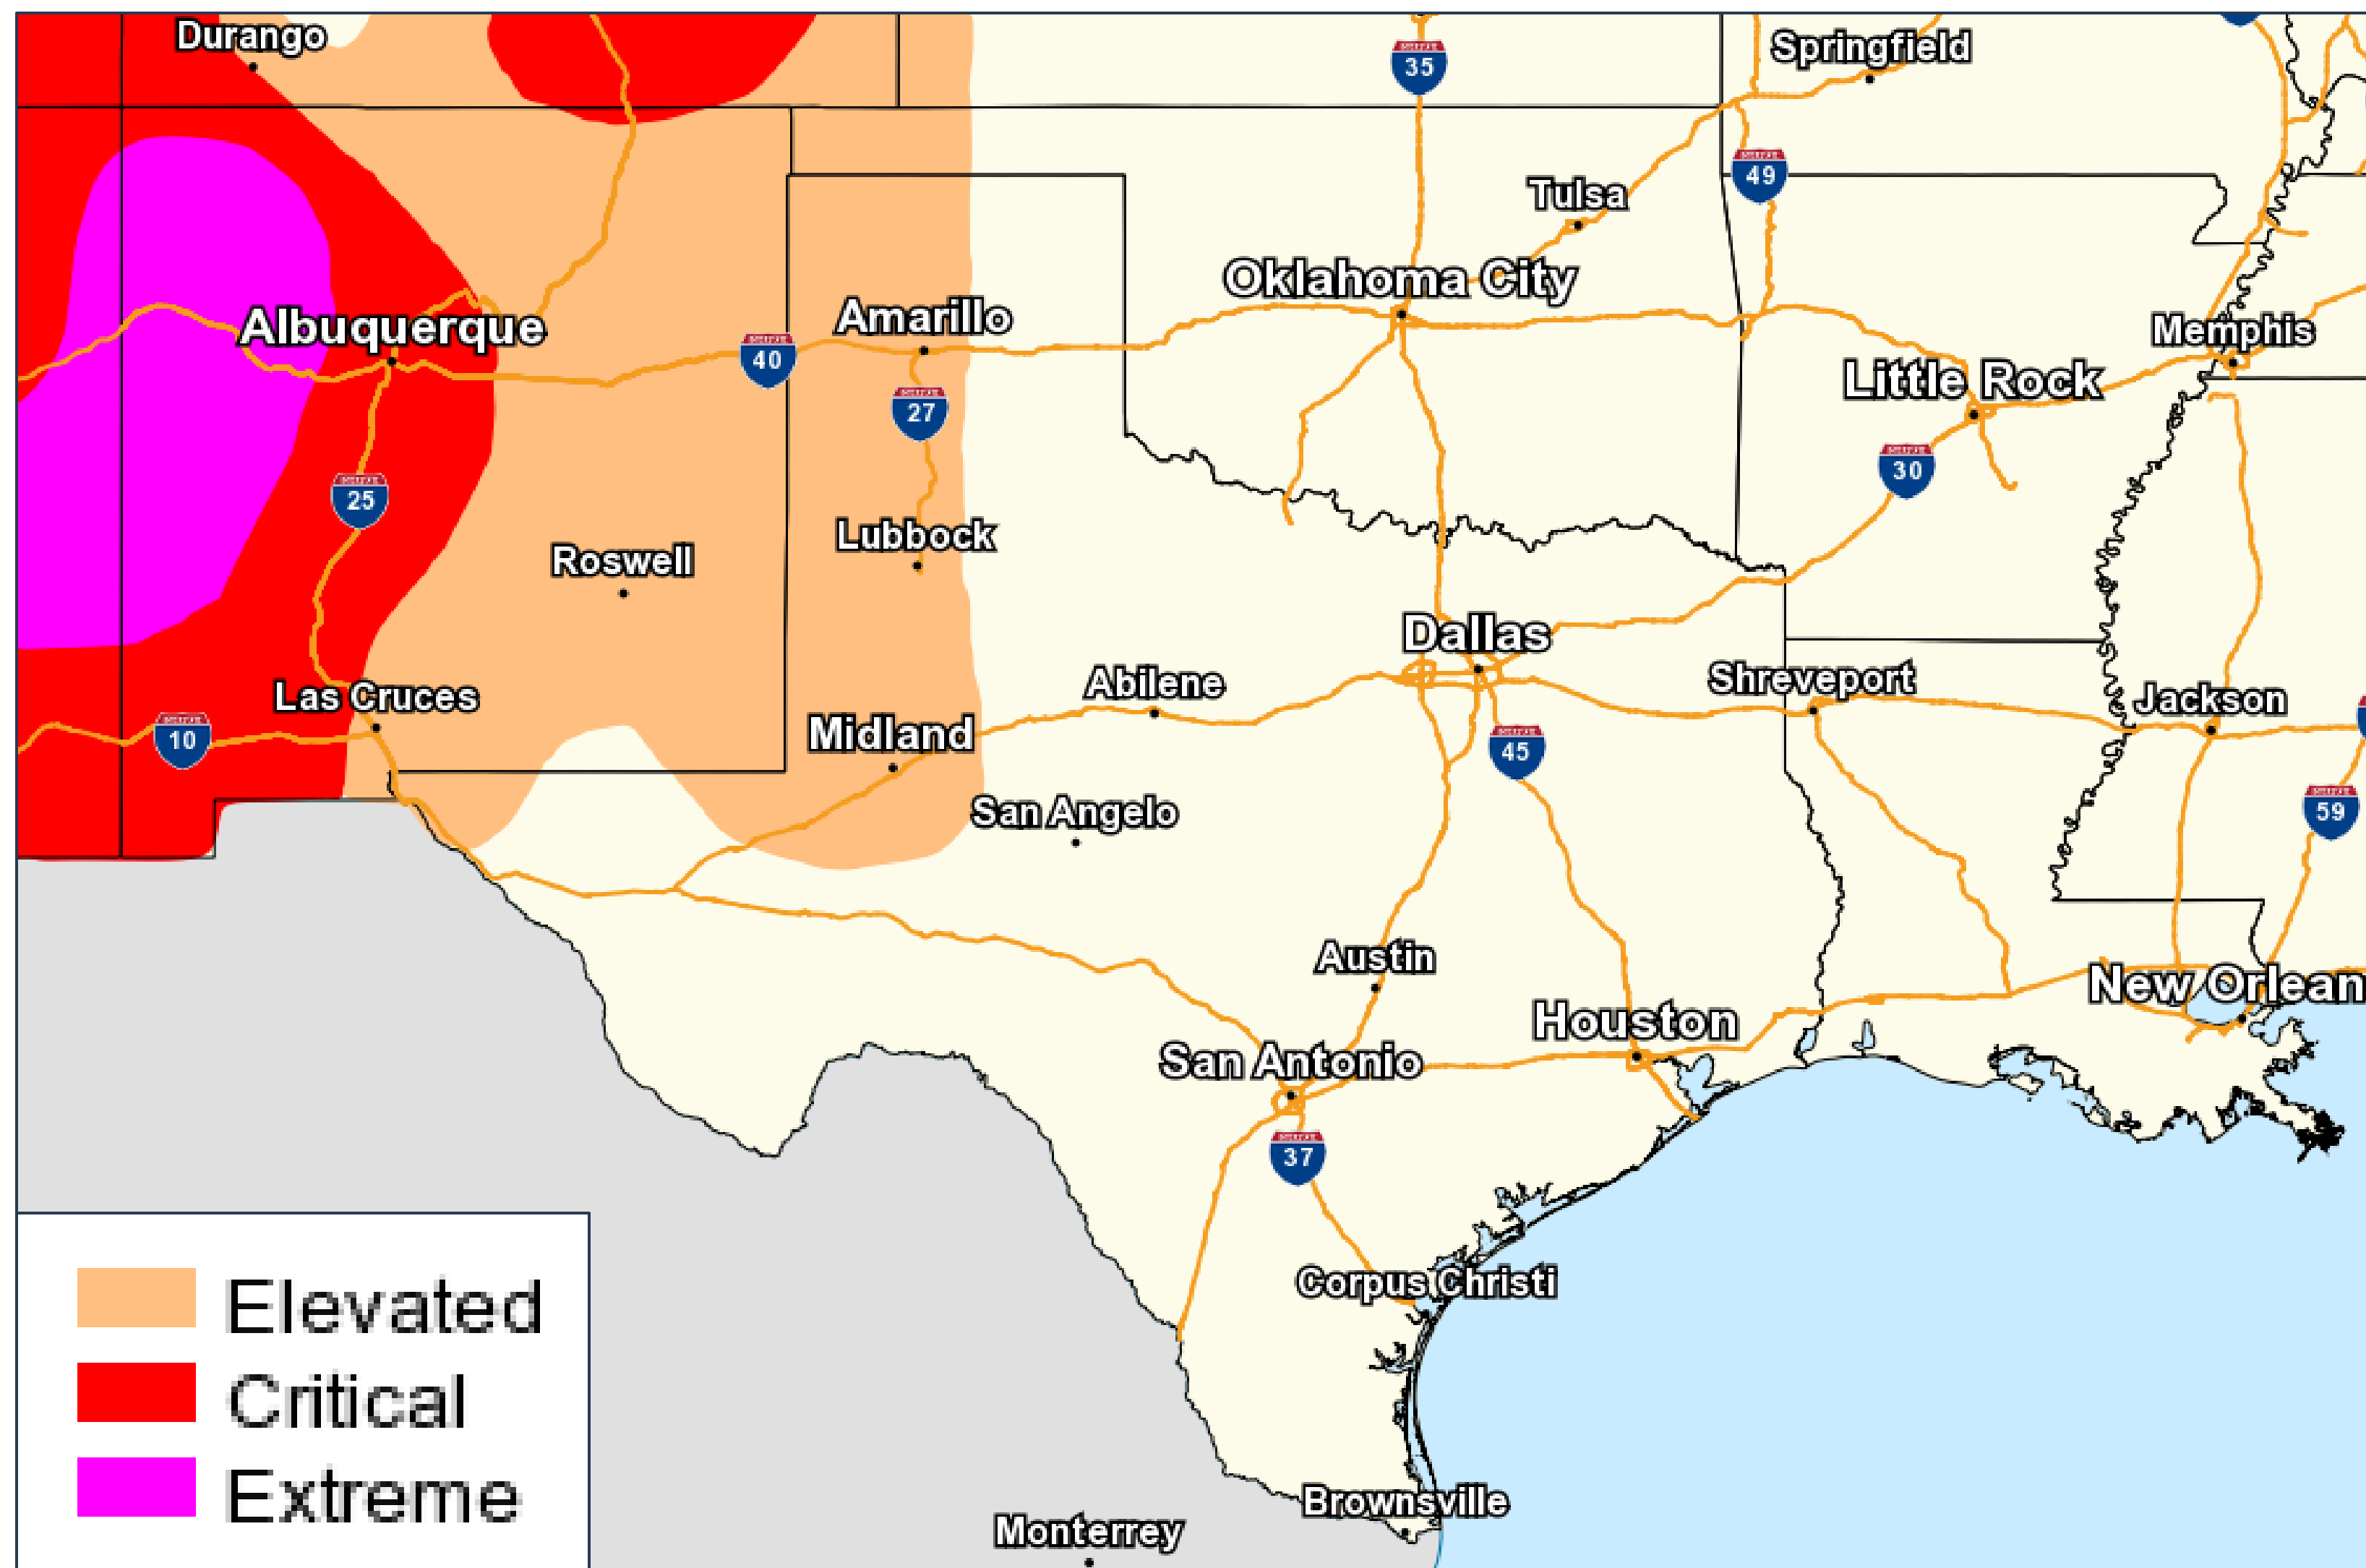 Durango
Springfield
35
49
Tulsa
Oklahoma City
Albuquerque
Amarillo
Memphis
40
Little Rock
27
30
25
Lubbock
Roswell
Dallas
Abilene
Shreveport
Las Cruces
Jackson
Midland
10
45
San Angelo
59
Austin
New Orlean
Houston
San Antonio
37
Corpus Christi
Elevated
Critical
Extreme
Brownsville
Monterrey